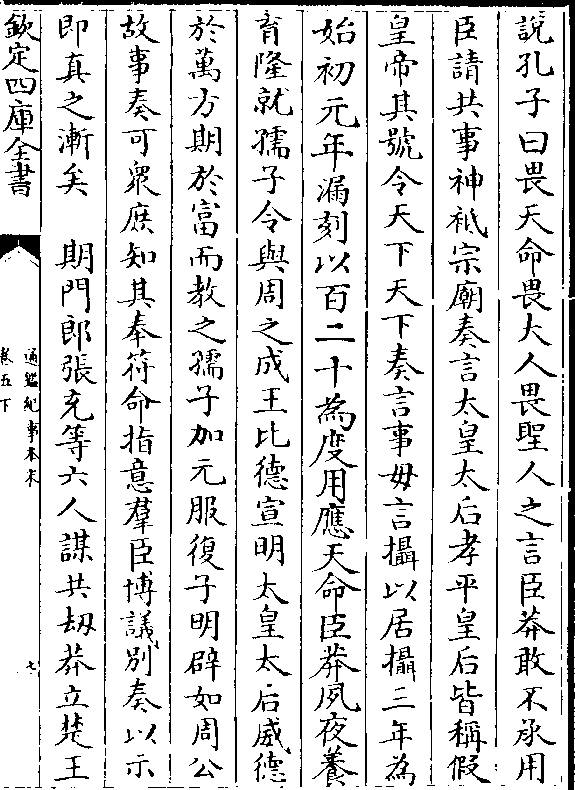 說孔子曰畏天命畏大人畏聖人之言臣莽敢不承用
臣請共事神祇宗廟奏言太皇太后孝平皇后皆稱假
皇帝其號令天下天下奏言事毋言攝以居攝三年為
始初元年漏刻以百二十為度用應天命臣莽夙夜養
育隆就孺子令與周之成王比德宣明太皇太后威德
於萬方期於富而教之孺子加元服復子明辟如周公
故事奏可衆庶知其奉符命指意羣臣博議別奏以示
即真之漸矣 期門郎張充等六人謀共劫莽立楚王
欽定四庫全書
通鑑紀事本末
卷五下
七